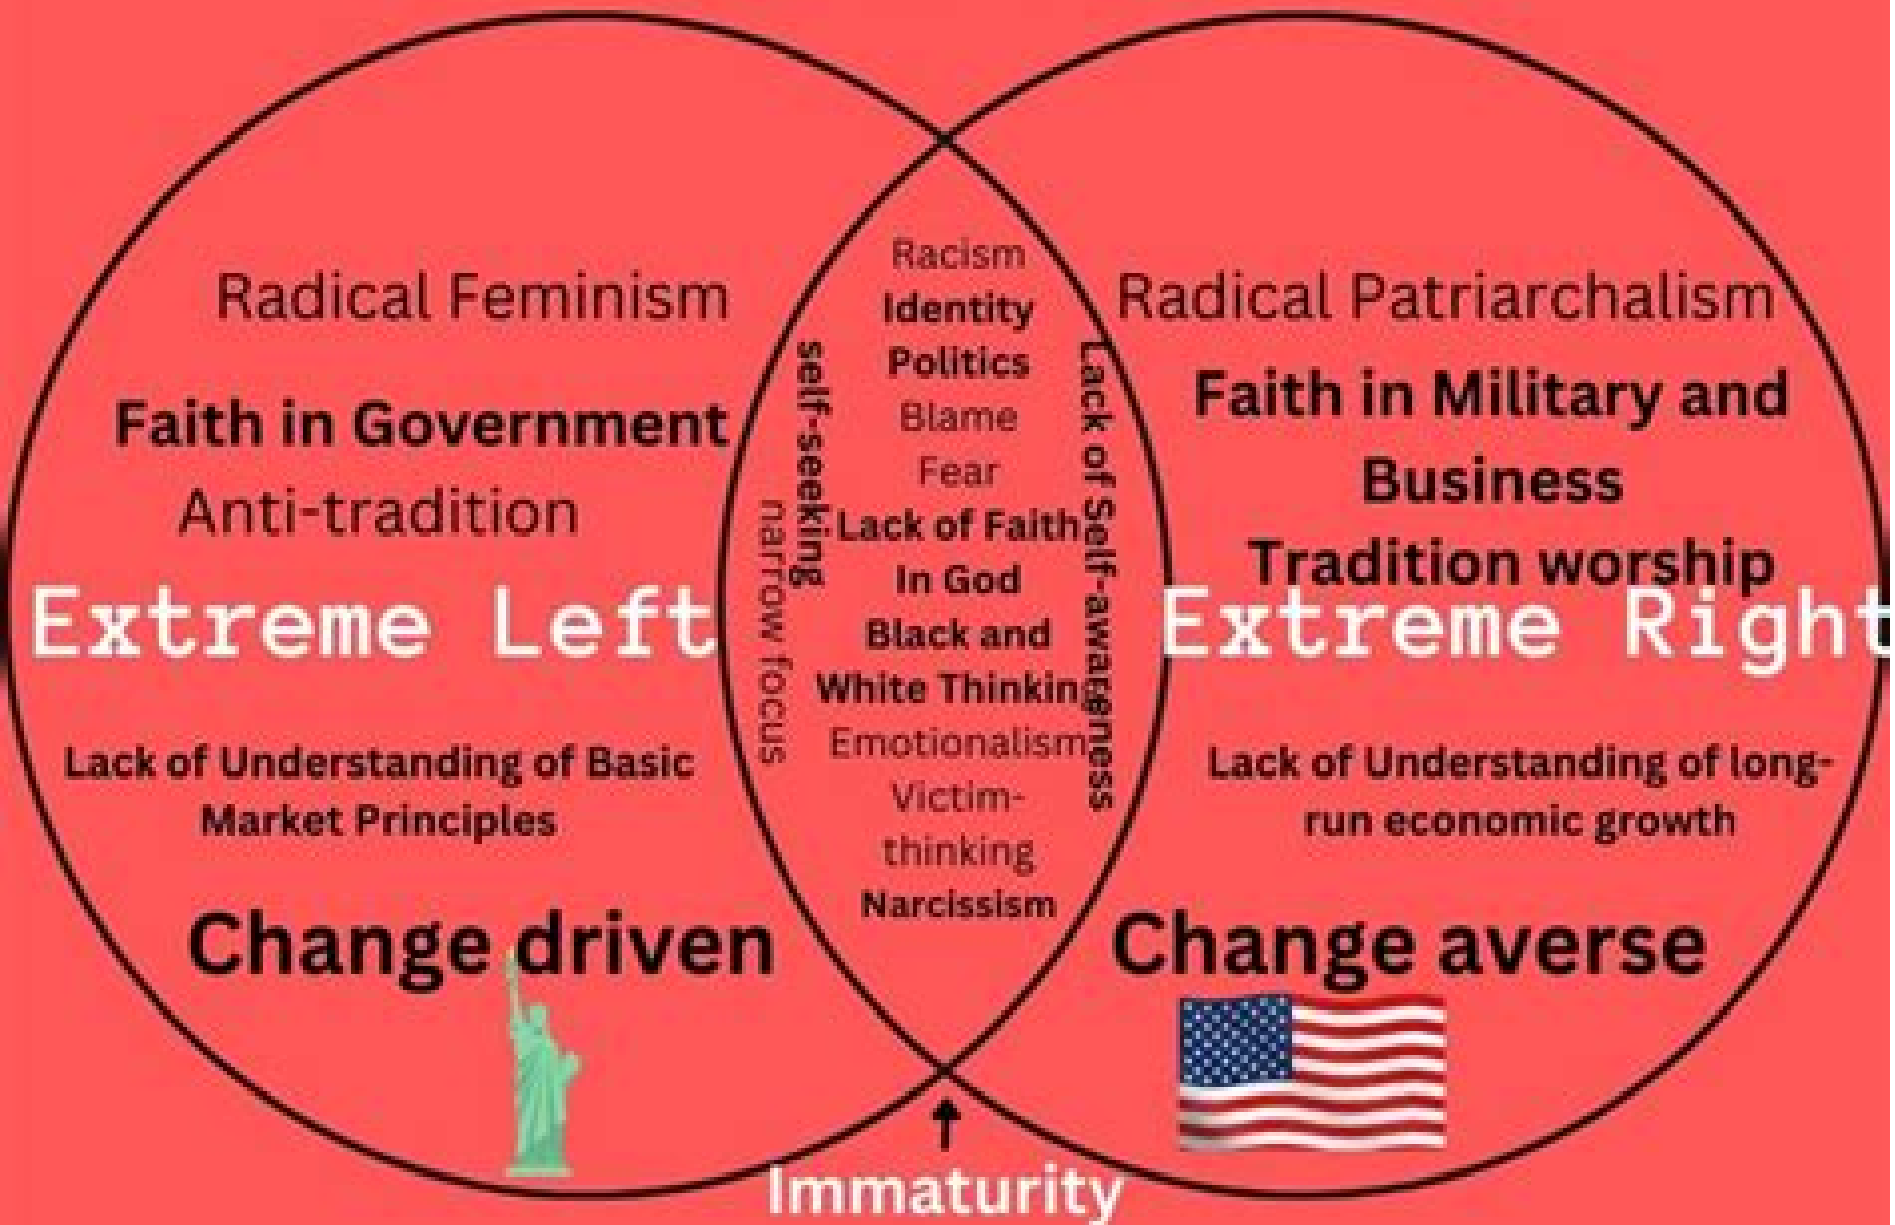 Radical Feminism
Faith in Government
Anti-tradition
Extreme Left
Lack of Understanding of Basic
Market Principles
Change driven
self-seeking
narrow focus
Racism
Identity
Politics
Blame
Fear
Lack of Faith
In God
Black and
White Thinking
Emotionalism
Victim-
thinking
Narcissism
Lack of Self-awareness
Radical Patriarchalism
Faith in Military and
Business
Tradition worship
Extreme Right
Lack of Understanding of long-
run economic growth
Change averse
Immaturity